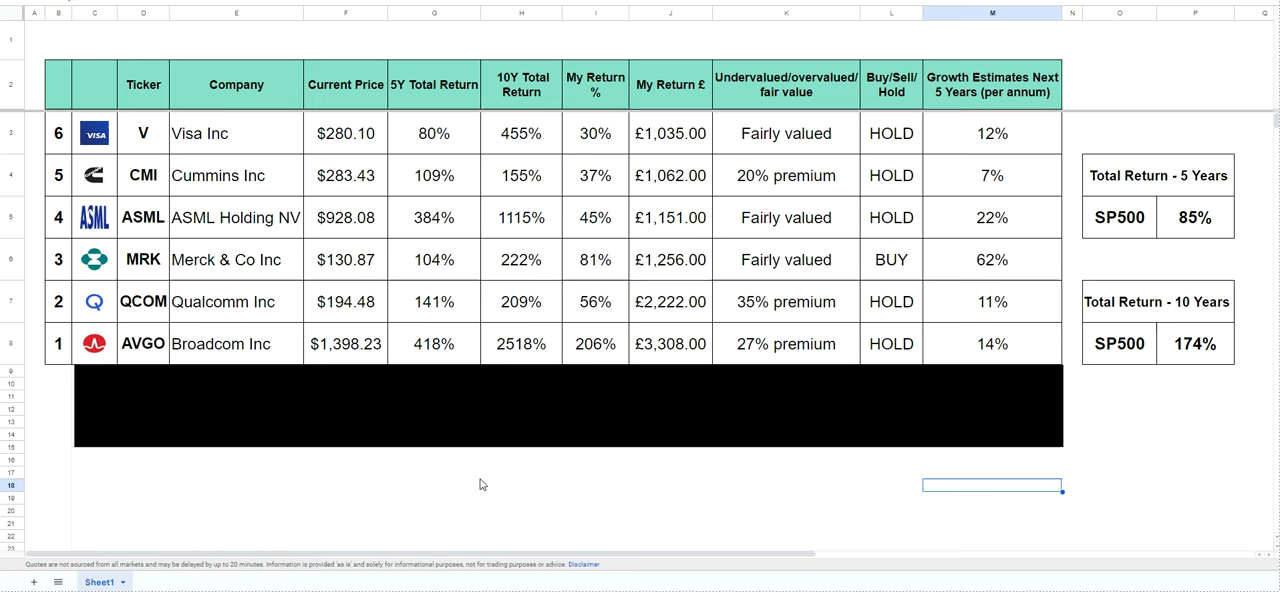 A B C D E F G H I J K L M N O P Q
1
2 Ticker Company Current Price 5Y Total Return 10Y Total Return My Return % My Return £ Undervalued/overvalued/ fair value Buy/Sell/ Hold Growth Estimates Next 5 Years (per annum)
3 6 VISA V Visa Inc $280.10 80% 455% 30% £1,035.00 Fairly valued HOLD 12%
4 5 CMI Cummins Inc $283.43 109% 155% 37% £1,062.00 20% premium HOLD 7% Total Return - 5 Years
5 4 ASML ASML ASML Holding NV $928.08 384% 1115% 45% £1,151.00 Fairly valued HOLD 22% SP500 85%
6 3 MRK Merck & Co Inc $130.87 104% 222% 81% £1,256.00 Fairly valued BUY 62%
7 2 QCOM Qualcomm Inc $194.48 141% 209% 56% £2,222.00 35% premium HOLD 11% Total Return - 10 Years
8 1 AVGO Broadcom Inc $1,398.23 418% 2518% 206% £3,308.00 27% premium HOLD 14% SP500 174%
9
10
11
12
13
14
15
16
17
18
19
20
21
22
23
Quotes are not sourced from all markets and may be delayed by up to 20 minutes. Information is provided 'as is' and solely for informational purposes, not for trading purposes or advice. Disclaimer
Sheet1